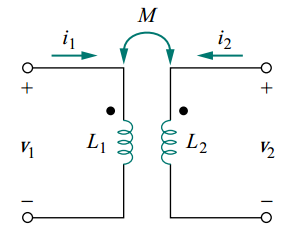 M
i₁ i₂
+ +
v₁ L₁ L₂ v₂
– –